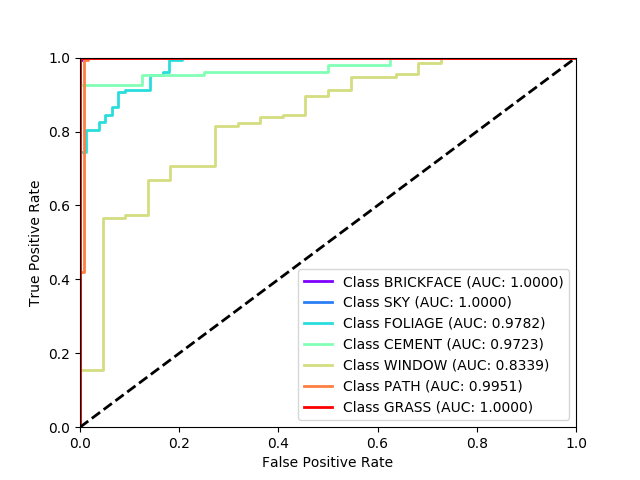 1.0
0.8
0.6
0.4
0.2
0.0
True Positive Rate
Class BRICKFACE (AUC: 1.0000)
Class SKY (AUC: 1.0000)
Class FOLIAGE (AUC: 0.9782)
Class CEMENT (AUC: 0.9723)
Class WINDOW (AUC: 0.8339)
Class PATH (AUC: 0.9951)
Class GRASS (AUC: 1.0000)
0.0 0.2 0.4 0.6 0.8 1.0
False Positive Rate